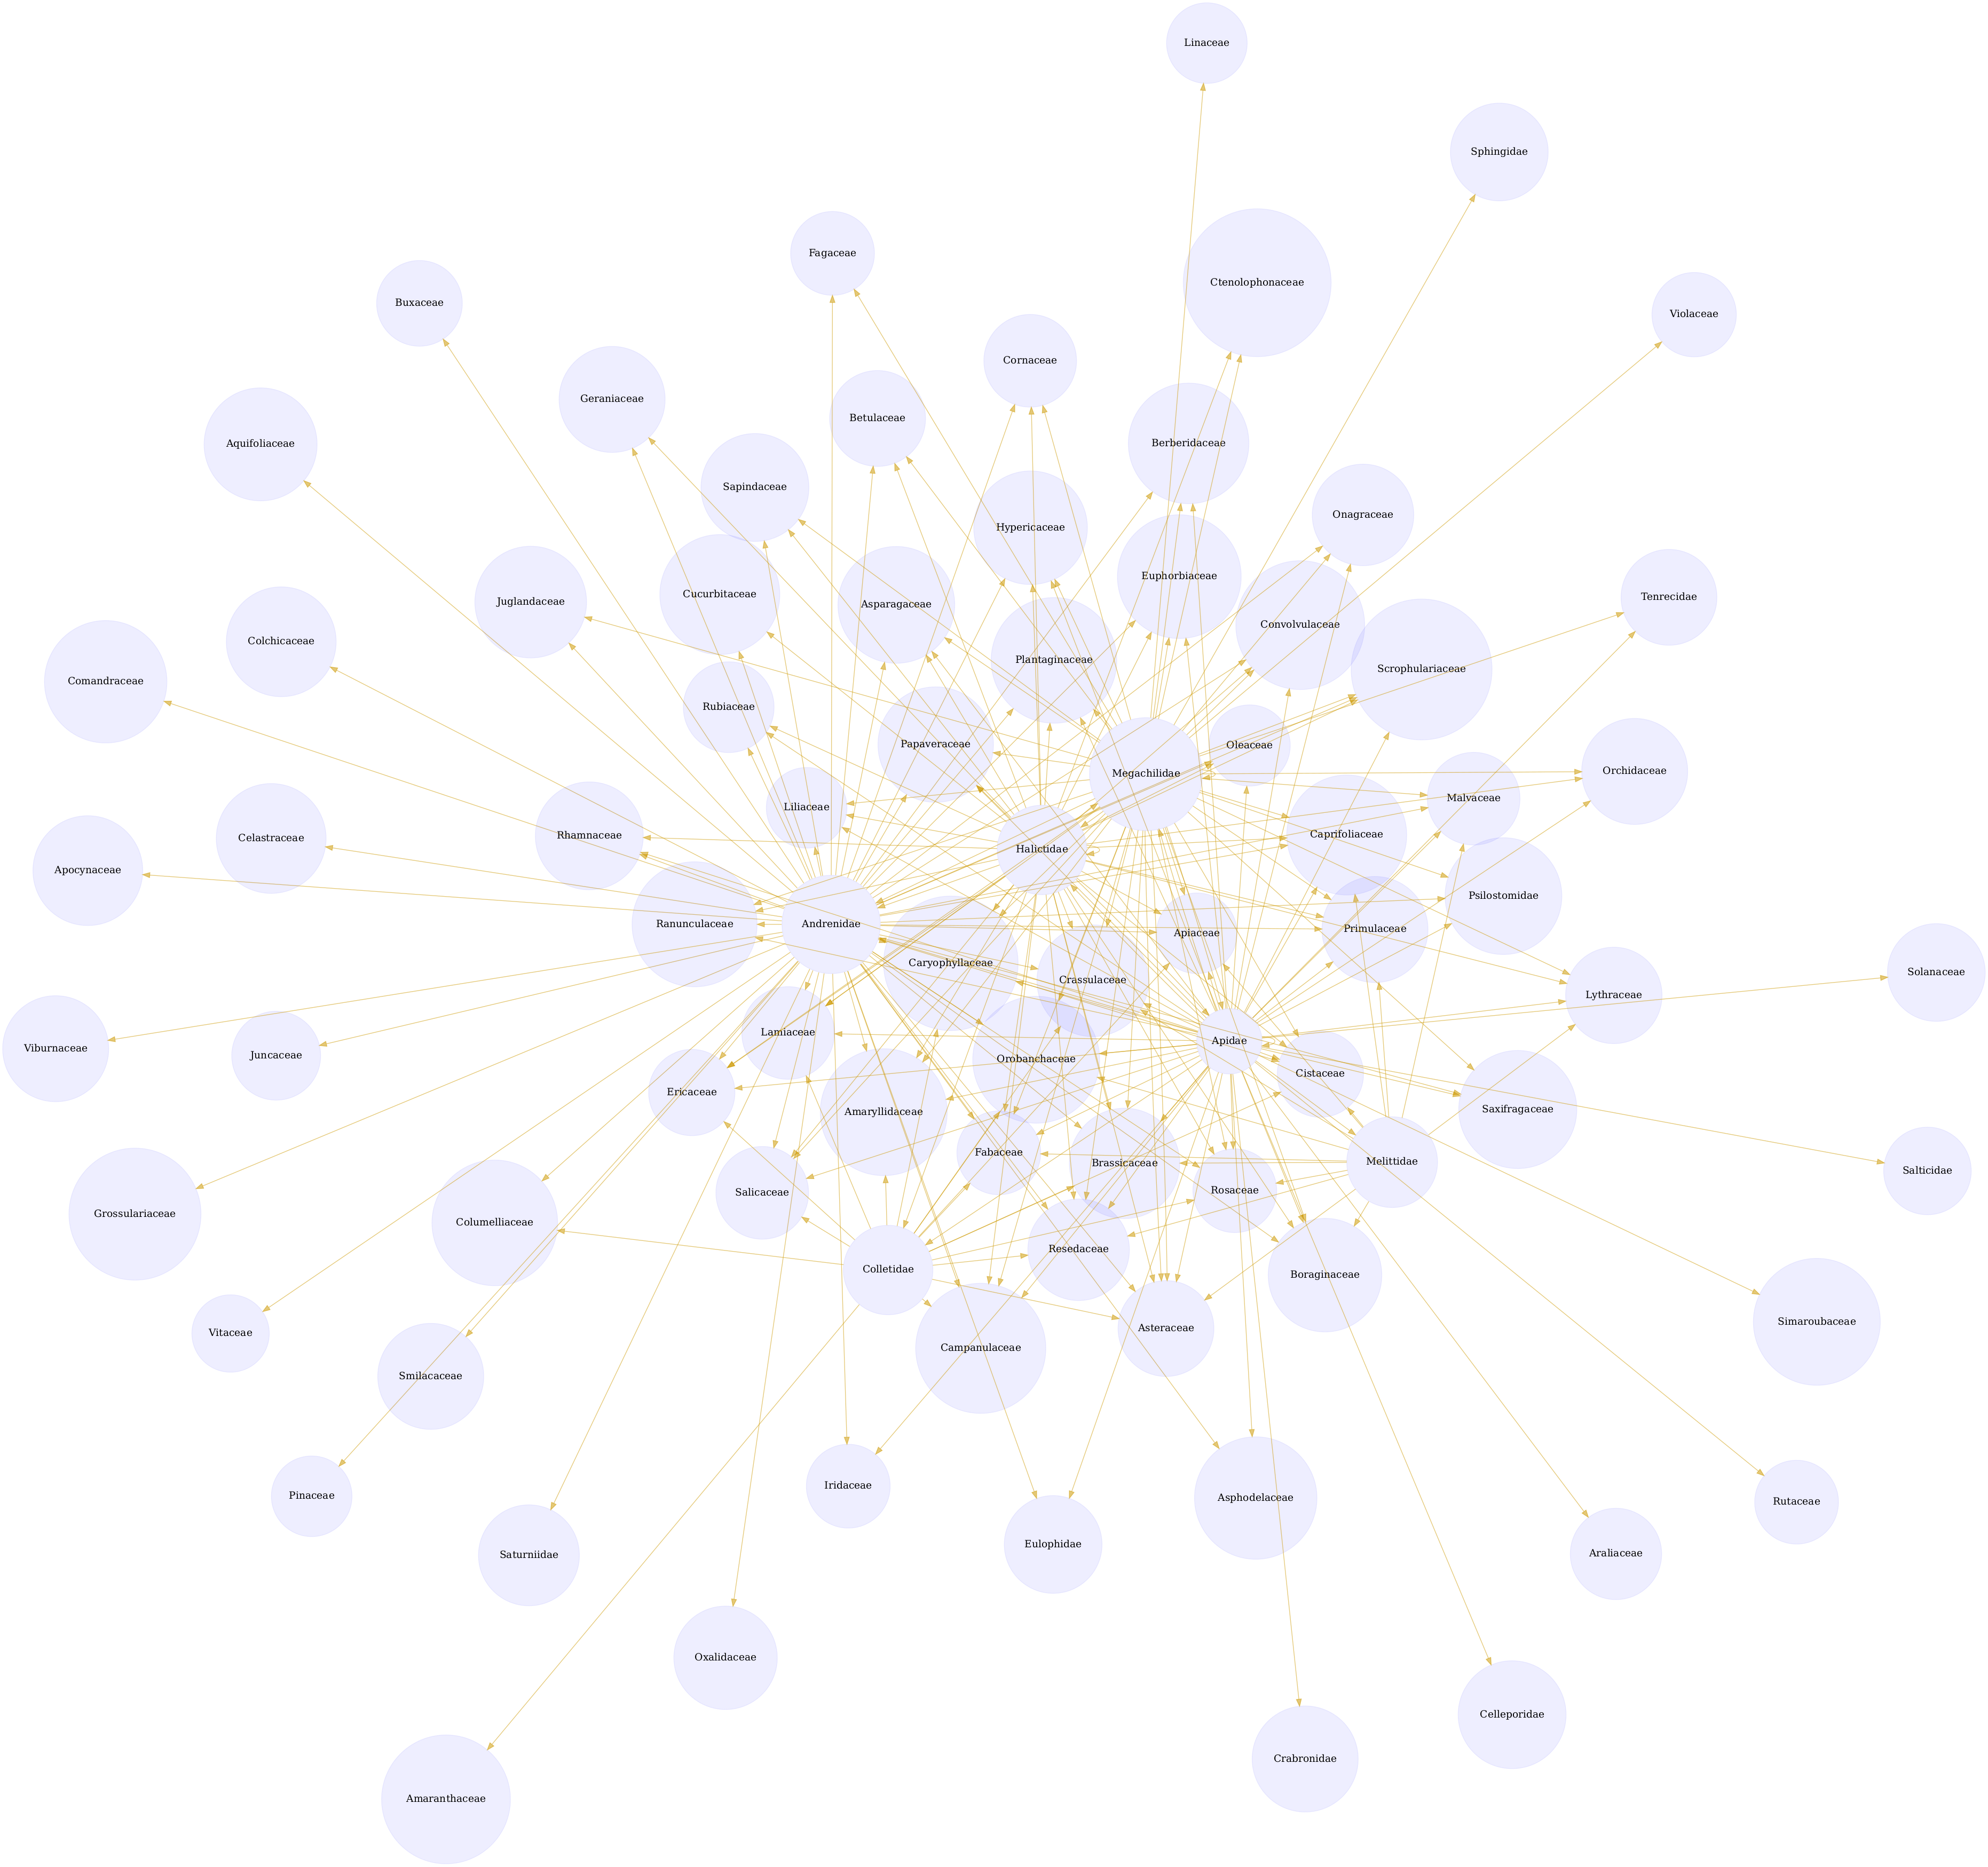 Linaceae
Sphingidae
Fagaceae
Ctenolophonaceae
Buxaceae
Violaceae
Cornaceae
Geraniaceae
Betulaceae
Aquifoliaceae
Berberidaceae
Sapindaceae
Onagraceae
Hypericaceae
Euphorbiaceae
Cucurbitaceae
Tenrecidae
Juglandaceae
Asparagaceae
Convolvulaceae
Colchicaceae
Plantaginaceae
Scrophulariaceae
Comandraceae
Rubiaceae
Papaveraceae
Oleaceae
Orchidaceae
Megachilidae
Malvaceae
Liliaceae
Rhamnaceae
Caprifoliaceae
Celastraceae
Halictidae
Apocynaceae
Psilostomidae
Ranunculaceae
Andrenidae
Primulaceae
Apiaceae
Caryophyllaceae
Solanaceae
Crassulaceae
Lythraceae
Lamiaceae
Apidae
Viburnaceae
Juncaceae
Orobanchaceae
Cistaceae
Ericaceae
Saxifragaceae
Amaryllidaceae
Fabaceae
Melittidae
Brassicaceae
Salticidae
Rosaceae
Salicaceae
Grossulariaceae
Columelliaceae
Resedaceae
Colletidae
Boraginaceae
Simaroubaceae
Asteraceae
Vitaceae
Campanulaceae
Smilacaceae
Iridaceae
Pinaceae
Asphodelaceae
Rutaceae
Eulophidae
Araliaceae
Saturniidae
Oxalidaceae
Celleporidae
Crabronidae
Amaranthaceae